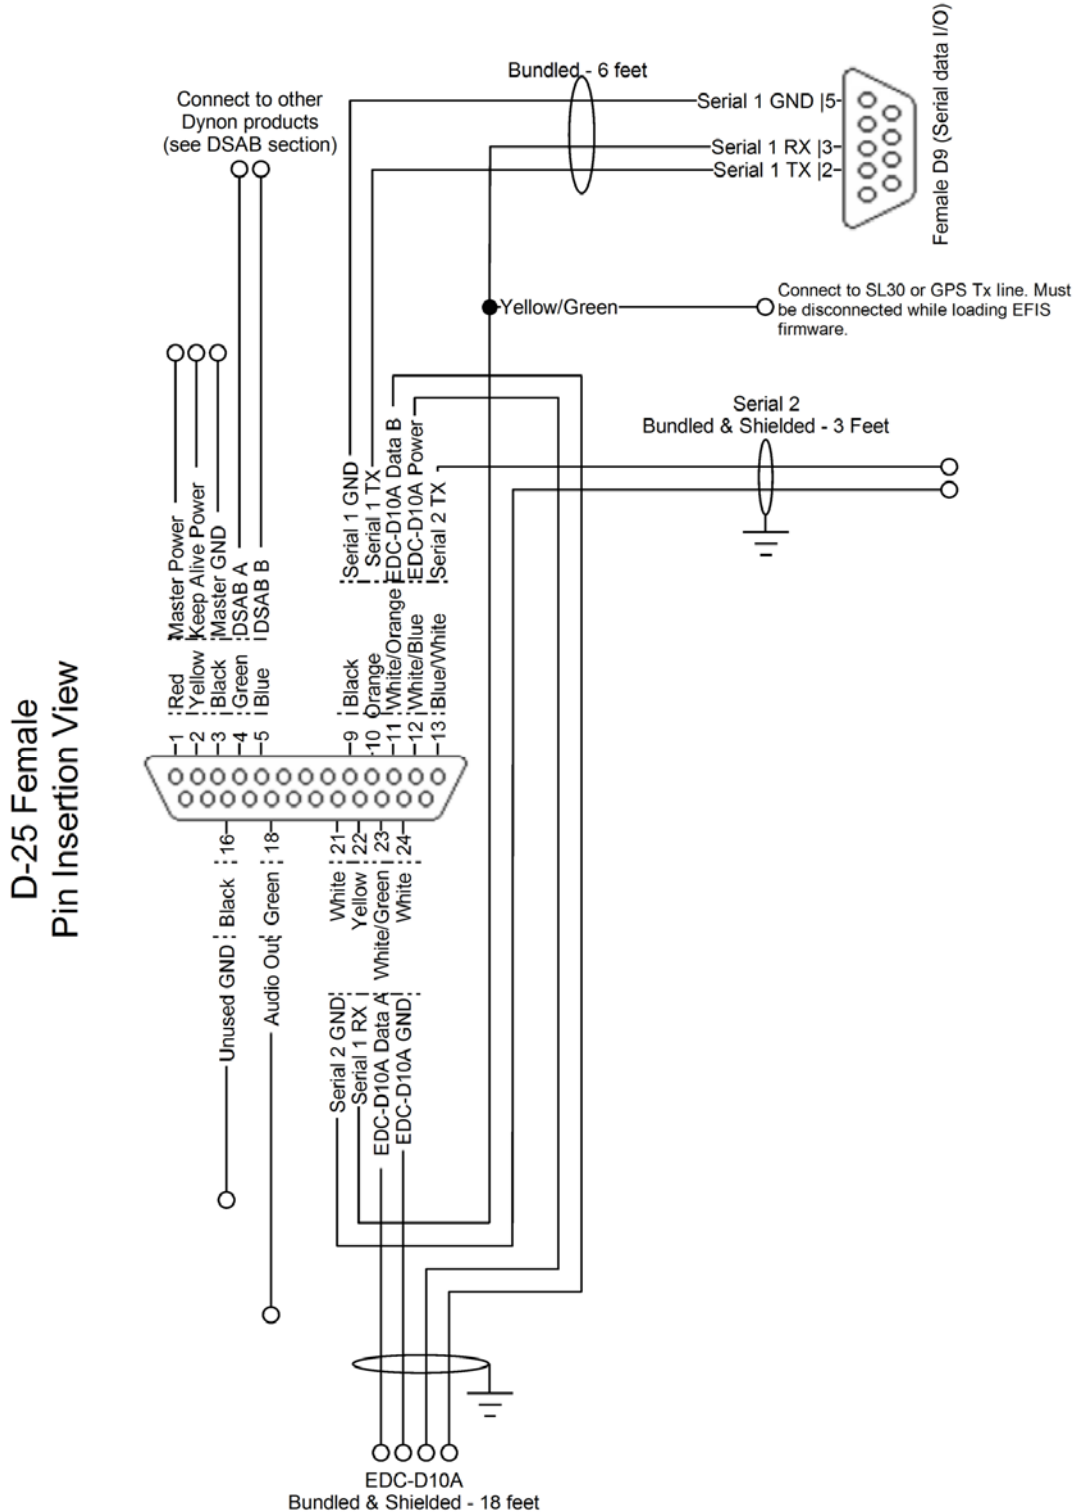 Bundled - 6 feet
Connect to other
Dynon products
(see DSAB section)
Serial 1 GND |5
Serial 1 RX |3
Serial 1 TX |2
Female D9 (Serial data I/O)
Yellow/Green
Connect to SL30 or GPS Tx line. Must
be disconnected while loading EFIS
firmware.
Serial 2
Bundled & Shielded - 3 Feet
D-25 Female
Pin Insertion View
1 Red Master Power
2 Yellow Keep Alive Power
3 Black Master GND
4 Green DSAB A
5 Blue DSAB B
9 Black Serial 1 GND
10 Orange Serial 1 TX
11 White/Orange EDC-D10A Data B
12 White/Blue EDC-D10A Power
13 Blue/White Serial 2 TX
Unused GND Black 16
Audio Out Green 18
Serial 2 GND White 21
Serial 1 RX Yellow 22
EDC-D10A Data A White/Green 23
EDC-D10A GND White 24
EDC-D10A
Bundled & Shielded - 18 feet